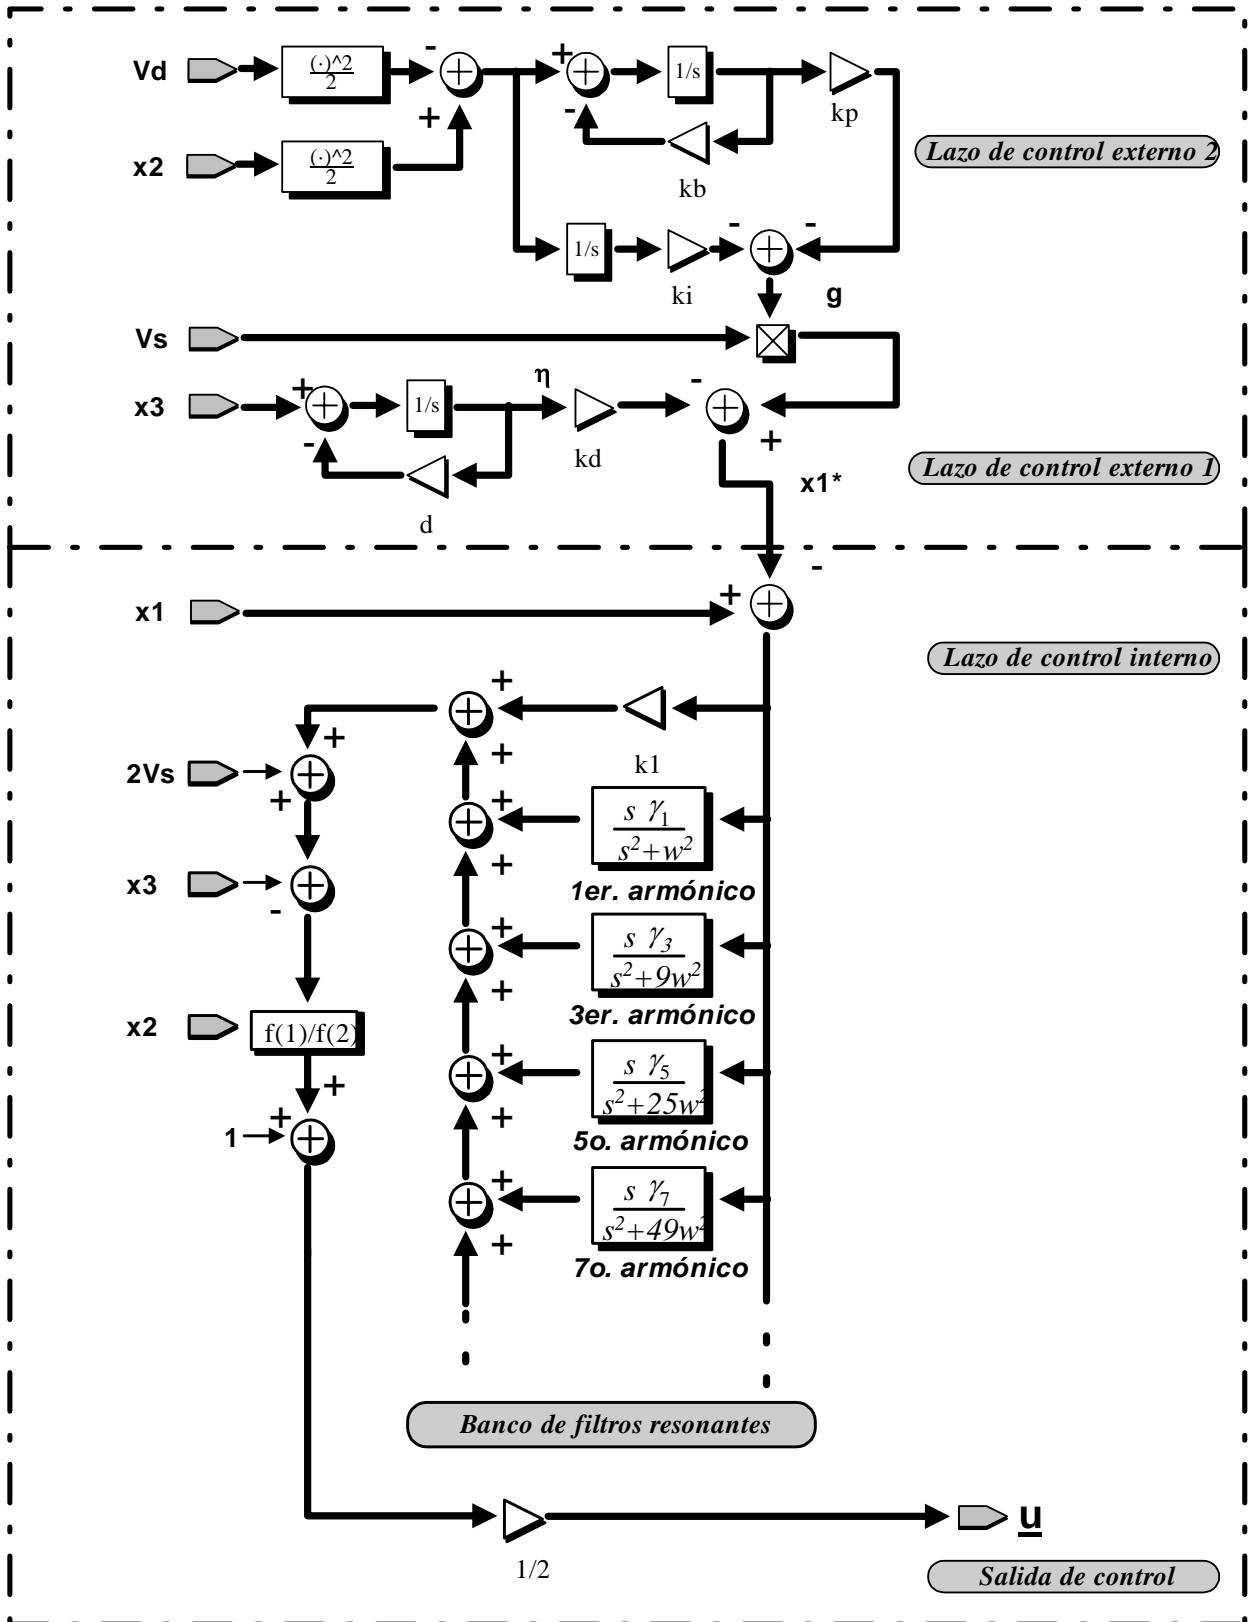 Vd
(·)^2
2
-
+
+
-
1/s
kp
x2
(·)^2
2
kb
Lazo de control externo 2
1/s
ki
-
-
g
Vs
x3
+
-
1/s
η
kd
-
+
d
x1*
Lazo de control externo 1
-
x1
+
Lazo de control interno
+
k1
+
+
2Vs
+
s γ1
s²+w²
+
1er. armónico
+
x3
-
s γ3
s²+9w²
+
3er. armónico
+
x2
f(1)/f(2)
s γ5
s²+25w²
+
5o. armónico
+
+
+
1
s γ7
s²+49w²
+
7o. armónico
+
Banco de filtros resonantes
1/2
u
Salida de control